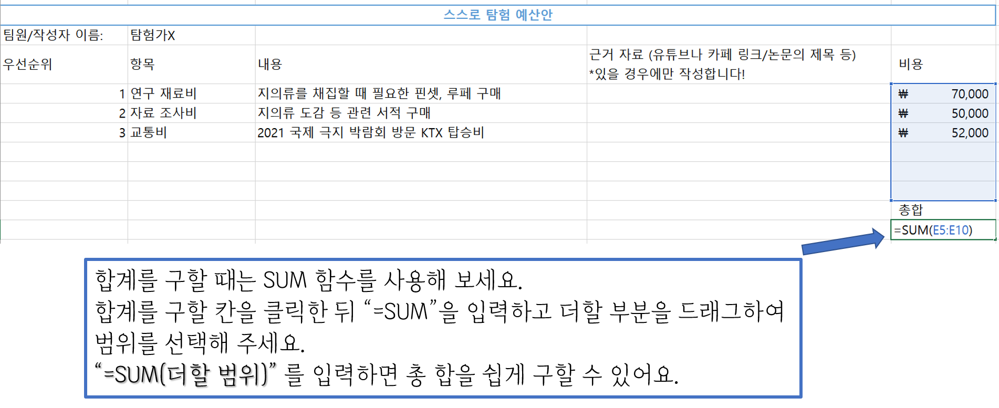 스스로 탐험 예산안
팀원/작성자 이름: 탐험가X
우선순위 항목 내용 근거 자료 (유튜브나 카페 링크/논문의 제목 등) 비용
*있을 경우에만 작성합니다!
1 연구 재료비 지의류를 채집할 때 필요한 핀셋, 루페 구매 ₩ 70,000
2 자료 조사비 지의류 도감 등 관련 서적 구매 ₩ 50,000
3 교통비 2021 국제 극지 박람회 방문 KTX 탑승비 ₩ 52,000
총합
=SUM(E5:E10)
합계를 구할 때는 SUM 함수를 사용해 보세요.
합계를 구할 칸을 클릭한 뒤 “=SUM”을 입력하고 더할 부분을 드래그하여
범위를 선택해 주세요.
“=SUM(더할 범위)” 를 입력하면 총 합을 쉽게 구할 수 있어요.